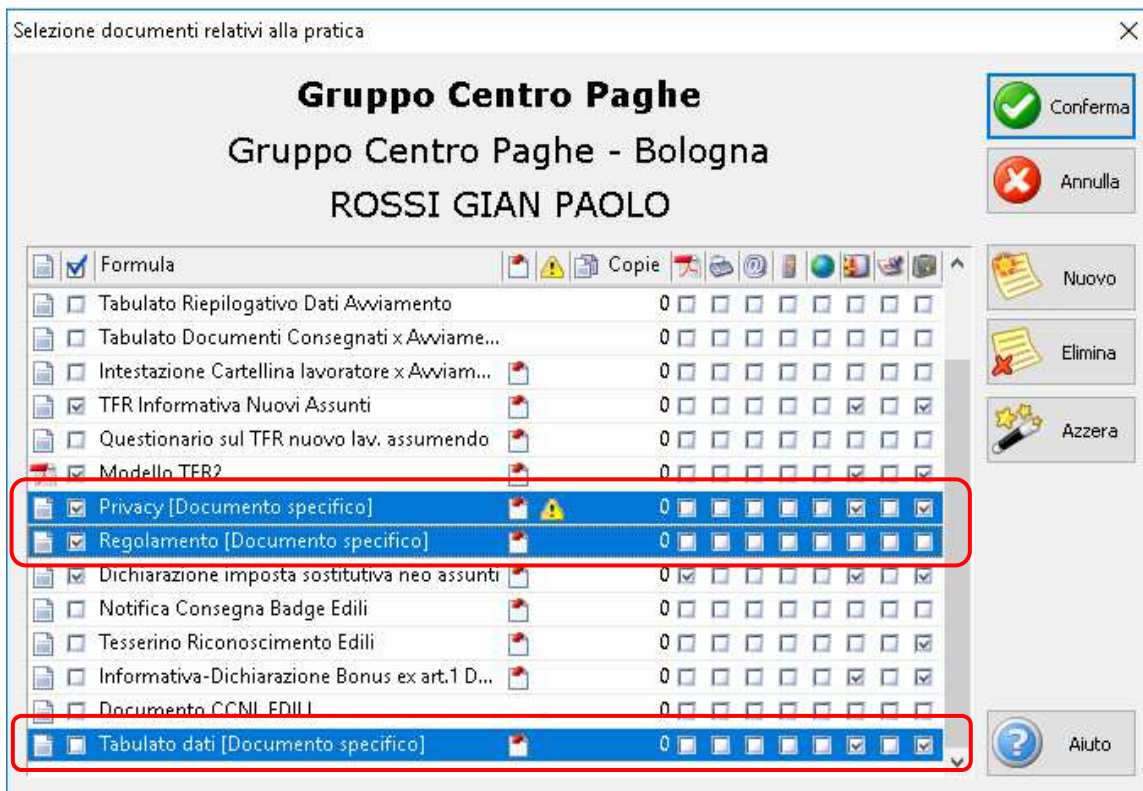 Selezione documenti relativi alla pratica
Gruppo Centro Paghe
Gruppo Centro Paghe - Bologna
ROSSI GIAN PAOLO
Conferma
Annulla
Nuovo
Elimina
Azzera
Aiuto
Formula Copie
Tabulato Riepilogativo Dati Avviamento 0
Tabulato Documenti Consegnati x Avviame... 0
Intestazione Cartellina lavoratore x Avviam... 0
TFR Informativa Nuovi Assunti 0
Questionario sul TFR nuovo lav. assumendo 0
Modello TFR2 0
Privacy [Documento specifico] 0
Regolamento [Documento specifico] 0
Dichiarazione imposta sostitutiva neo assunti 0
Notifica Consegna Badge Edili 0
Tesserino Riconoscimento Edili 0
Informativa-Dichiarazione Bonus ex art.1 D... 0
Documento CCNL EDILI 0
Tabulato dati [Documento specifico] 0